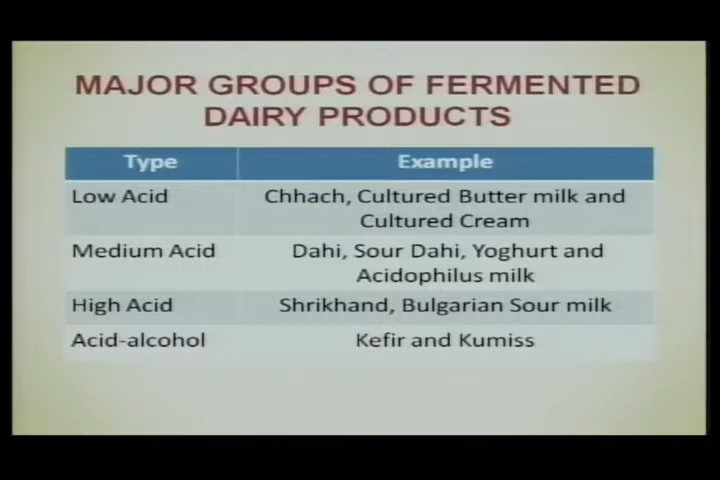 MAJOR GROUPS OF FERMENTED
DAIRY PRODUCTS
Type Example
Low Acid Chhach, Cultured Butter milk and
Cultured Cream
Medium Acid Dahi, Sour Dahi, Yoghurt and
Acidophilus milk
High Acid Shrikhand, Bulgarian Sour milk
Acid-alcohol Kefir and Kumiss